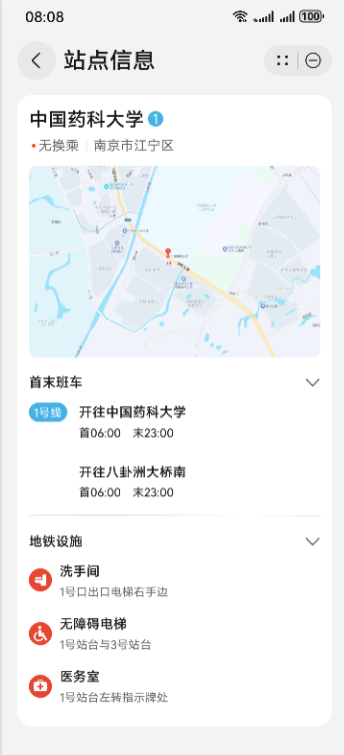 08:08
100
站点信息
中国药科大学 1
无换乘 南京市江宁区
首末班车
1号线 开往中国药科大学
首06:00 末23:00
开往八卦洲大桥南
首06:00 末23:00
地铁设施
洗手间
1号口出口电梯右手边
无障碍电梯
1号站台与3号站台
医务室
1号站台左转指示牌处